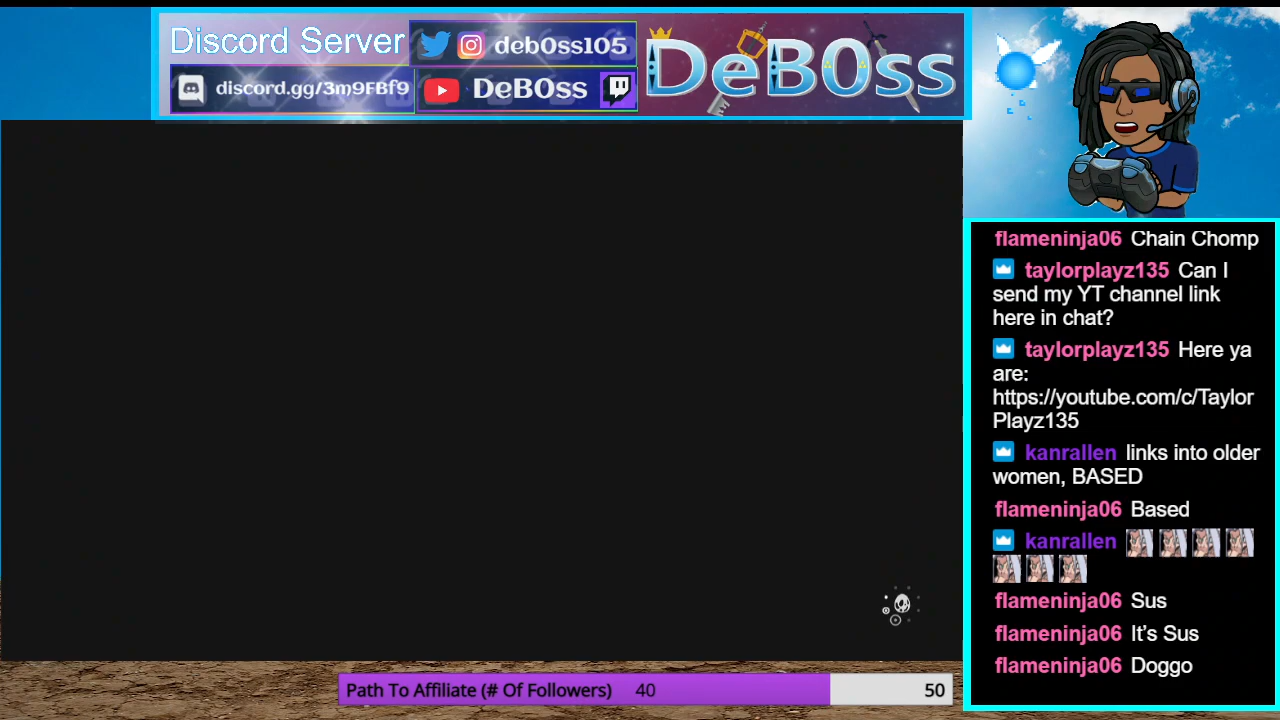 Discord Server
deb0ss105
DeB0ss
discord.gg/3m9FBf9
DeB0ss
flameninja06 Chain Chomp
taylorplayz135 Can I
send my YT channel link
here in chat?
taylorplayz135 Here ya
are:
https://youtube.com/c/Taylor
Playz135
kanrallen links into older
women, BASED
flameninja06 Based
kanrallen
flameninja06 Sus
flameninja06 It's Sus
flameninja06 Doggo
Path To Affiliate (# Of Followers) 40 50